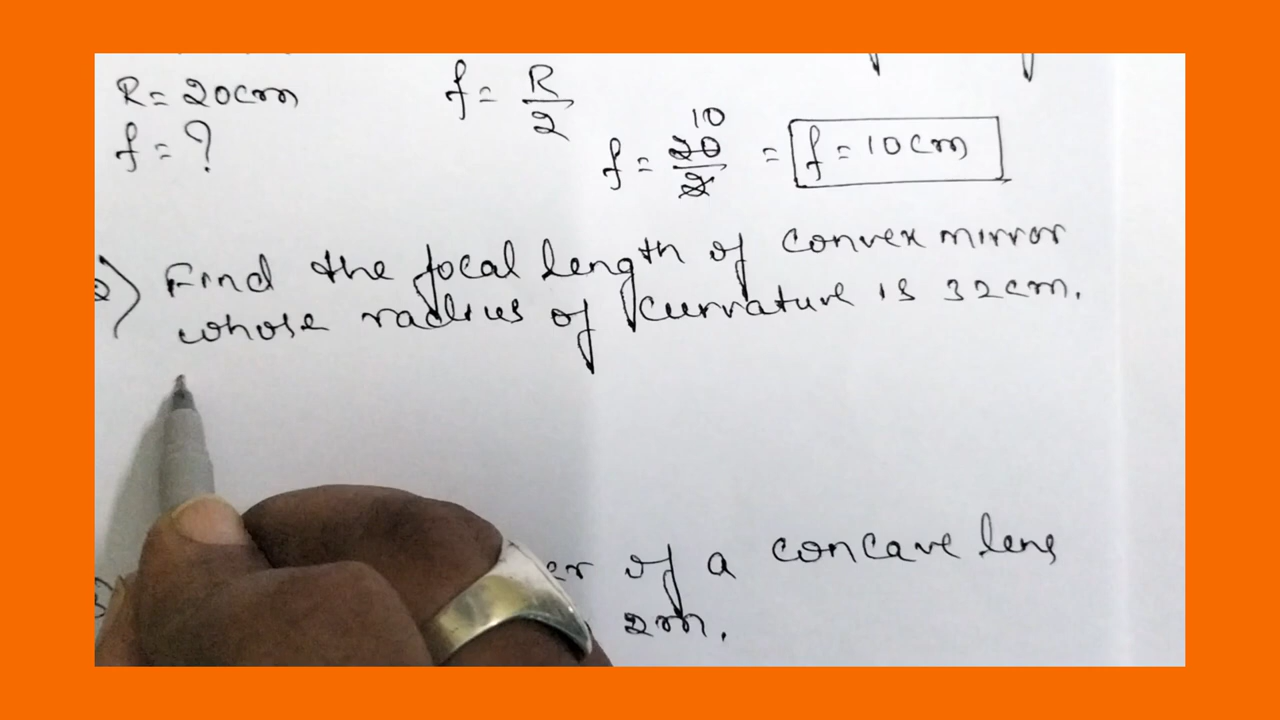 R = 20cm
f = ?
f = R/2
f = 20/2 10 = f = 10cm
2) Find the focal length of convex mirror
whose radius of curvature is 32cm.
of a concave lens
2m.